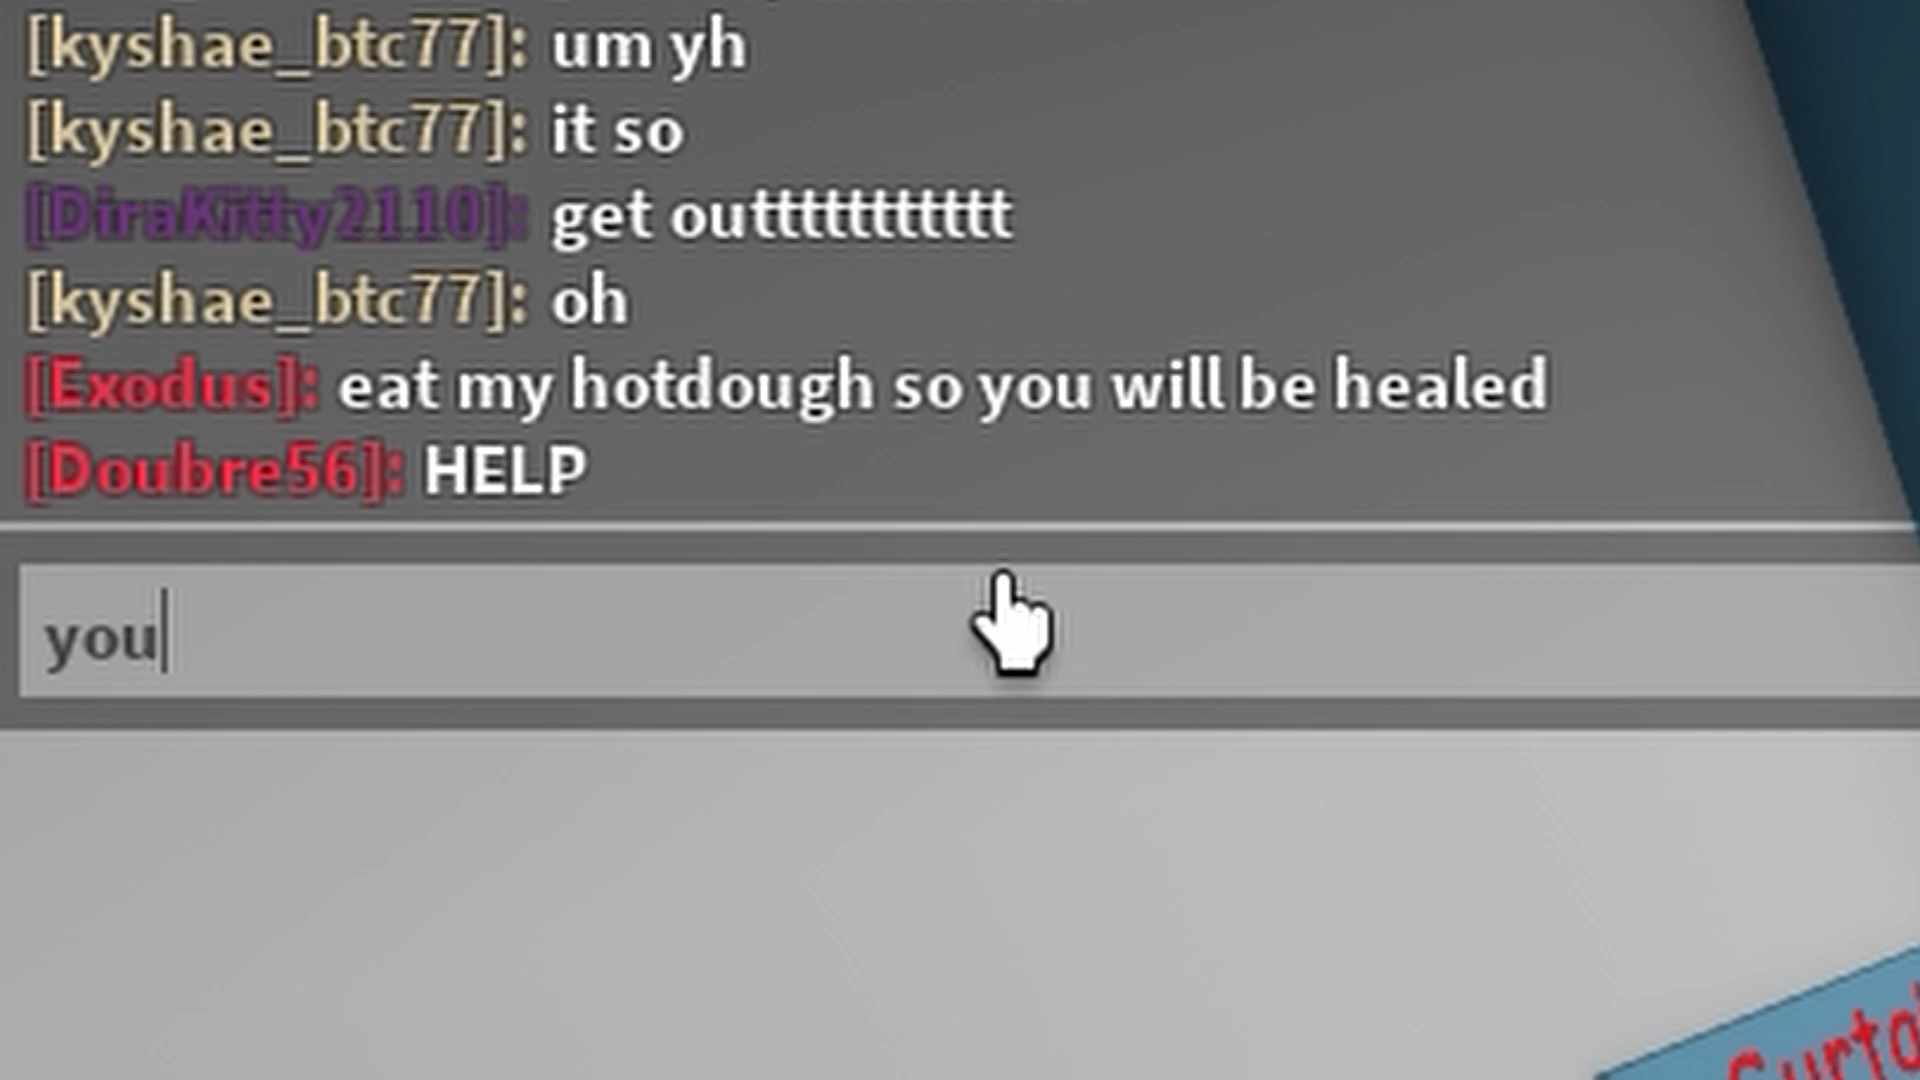 [kyshae_btc77]: um yh
[kyshae_btc77]: it so
[DiraKitty2110]: get outtttttttttt
[kyshae_btc77]: oh
[Exodus]: eat my hotdough so you will be healed
[Doubre56]: HELP
you